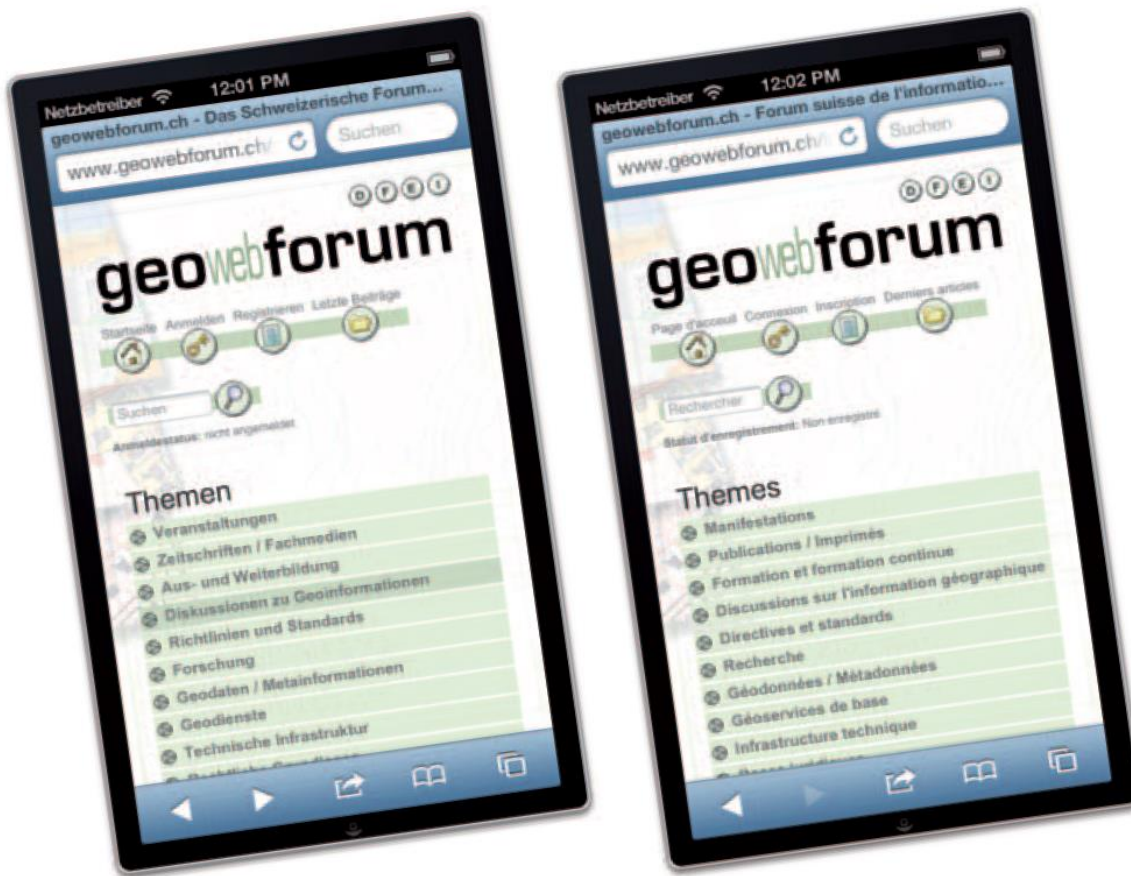 Netzbetreiber 12:01 PM
geowebforum.ch - Das Schweizerische Forum...
www.geowebforum.ch/ Suchen
D F E I
geowebforum
Startseite Anmelden Registrieren Letzte Beiträge
Suchen
Anmeldestatus: nicht angemeldet
Themen
Veranstaltungen
Zeitschriften / Fachmedien
Aus- und Weiterbildung
Diskussionen zu Geoinformationen
Richtlinien und Standards
Forschung
Geodaten / Metainformationen
Geodienste
Technische Infrastruktur
Netzbetreiber 12:02 PM
geowebforum.ch - Forum suisse de l'informatio...
www.geowebforum.ch/ Suchen
D F E I
geowebforum
Page d'acceuil Connexion Inscription Derniers articles
Rechercher
Statut d'enregistrement: Non enregistré
Themes
Manifestations
Publications / Imprimés
Formation et formation continue
Discussions sur l'information géographique
Directives et standards
Recherche
Géodonnées / Métadonnées
Géoservices de base
Infrastructure technique